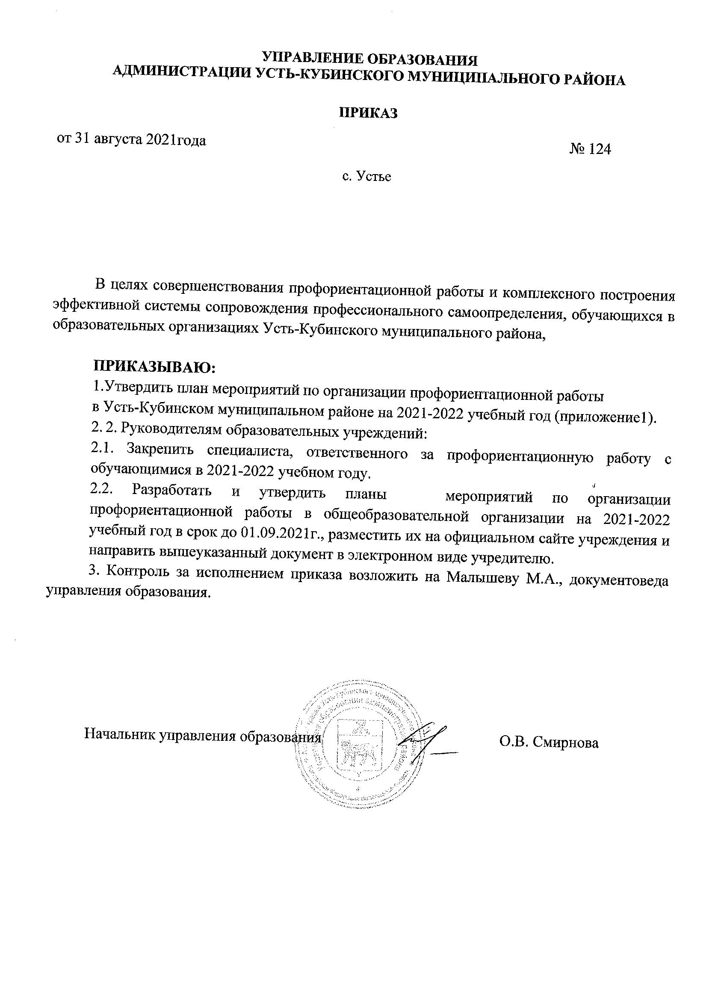 УПРАВЛЕНИЕ ОБРАЗОВАНИЯ
АДМИНИСТРАЦИИ УСТЬ-КУБИНСКОГО МУНИЦИПАЛЬНОГО РАЙОНА
ПРИКАЗ
от 31 августа 2021года
№ 124
с. Устье
В целях совершенствования профориентационной работы и комплексного построения
эффективной системы сопровождения профессионального самоопределения, обучающихся в
образовательных организациях Усть-Кубинского муниципального района,
ПРИКАЗЫВАЮ:
1.Утвердить план мероприятий по организации профориентационной работы
в Усть-Кубинском муниципальном районе на 2021-2022 учебный год (приложение1).
2. 2. Руководителям образовательных учреждений:
2.1. Закрепить специалиста, ответственного за профориентационную работу с
обучающимися в 2021-2022 учебном году.
2.2. Разработать и утвердить планы мероприятий по организации
профориентационной работы в общеобразовательной организации на 2021-2022
учебный год в срок до 01.09.2021г., разместить их на официальном сайте учреждения и
направить вышеуказанный документ в электронном виде учредителю.
3. Контроль за исполнением приказа возложить на Малышеву М.А., документоведа
управления образования.
Начальник управления образования
О.В. Смирнова